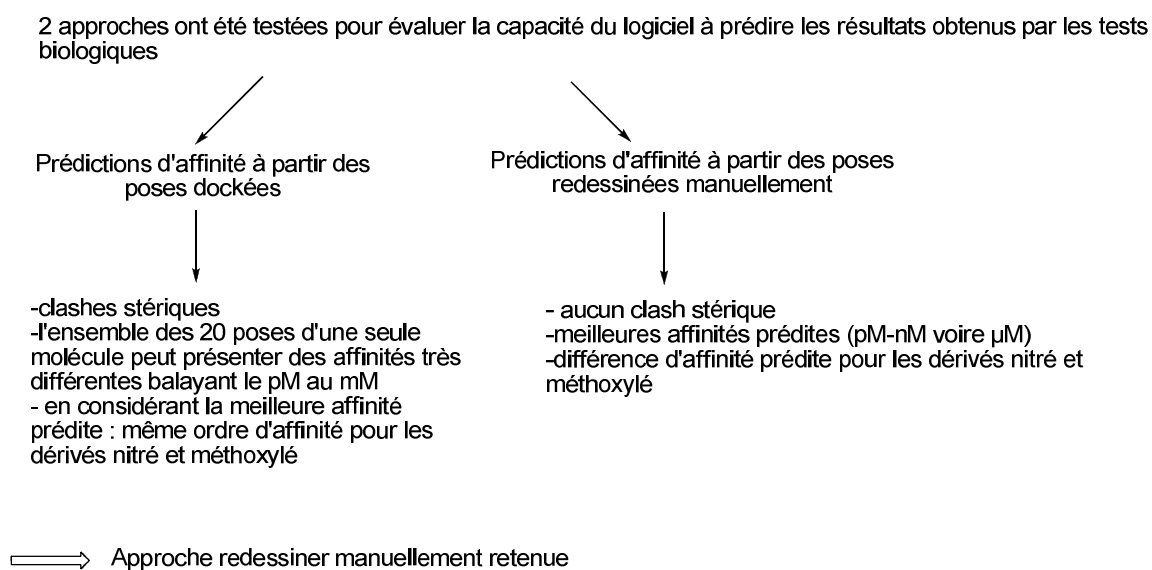 2 approches ont été testées pour évaluer la capacité du logiciel à prédire les résultats obtenus par les tests
biologiques
Prédictions d'affinité à partir des
poses dockées
Prédictions d'affinité à partir des poses
redessinées manuellement
-clashes stériques
-l'ensemble des 20 poses d'une seule
molécule peut présenter des affinités très
différentes balayant le pM au mM
- en considérant la meilleure affinité
prédite : même ordre d'affinité pour les
dérivés nitré et méthoxylé
- aucun clash stérique
-meilleures affinités prédites (pM-nM voire µM)
-différence d'affinité prédite pour les dérivés nitré et
méthoxylé
Approche redessiner manuellement retenue